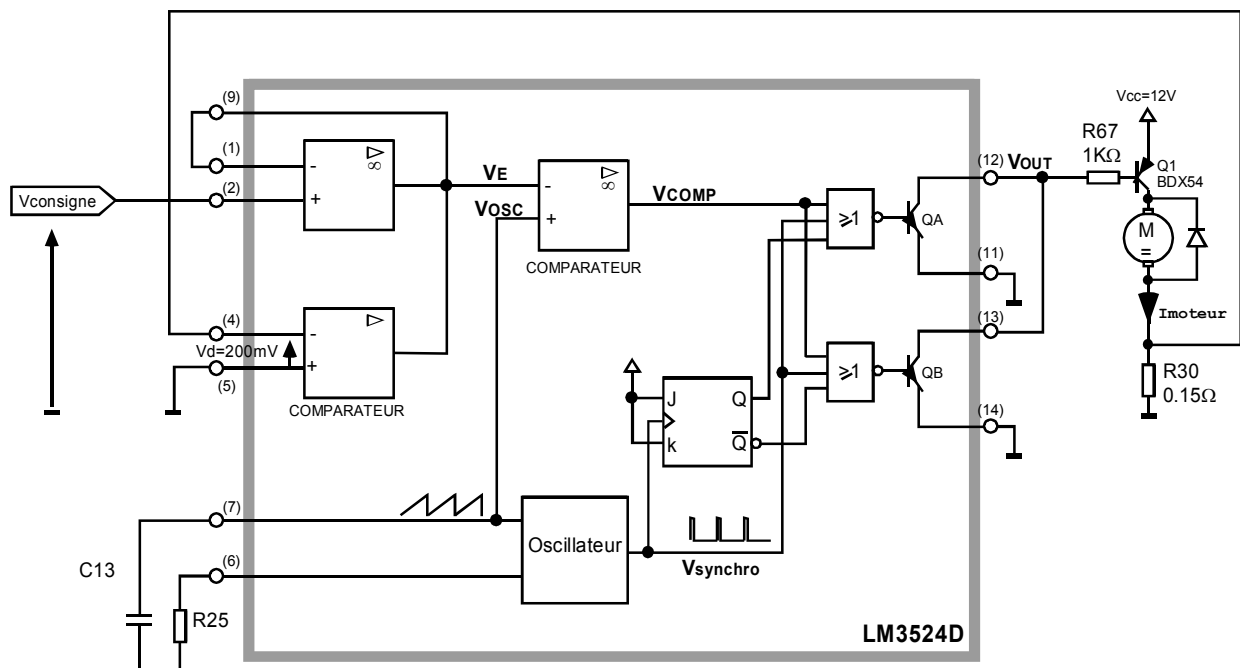 Vconsigne
(9)
(1)
(2)
-
+
▷
∞
(4)
Vd=200mV
(5)
-
+
▷
COMPARATEUR
VE
VOSC
-
+
▷
∞
COMPARATEUR
VCOMP
≥1
QA
(12)
VOUT
(11)
≥1
QB
(13)
(14)
J
k
Q
Q̅
R67
1KΩ
Vcc=12V
Q1
BDX54
M
=
Imoteur
R30
0.15Ω
(7)
(6)
C13
R25
Oscillateur
Vsynchro
LM3524D